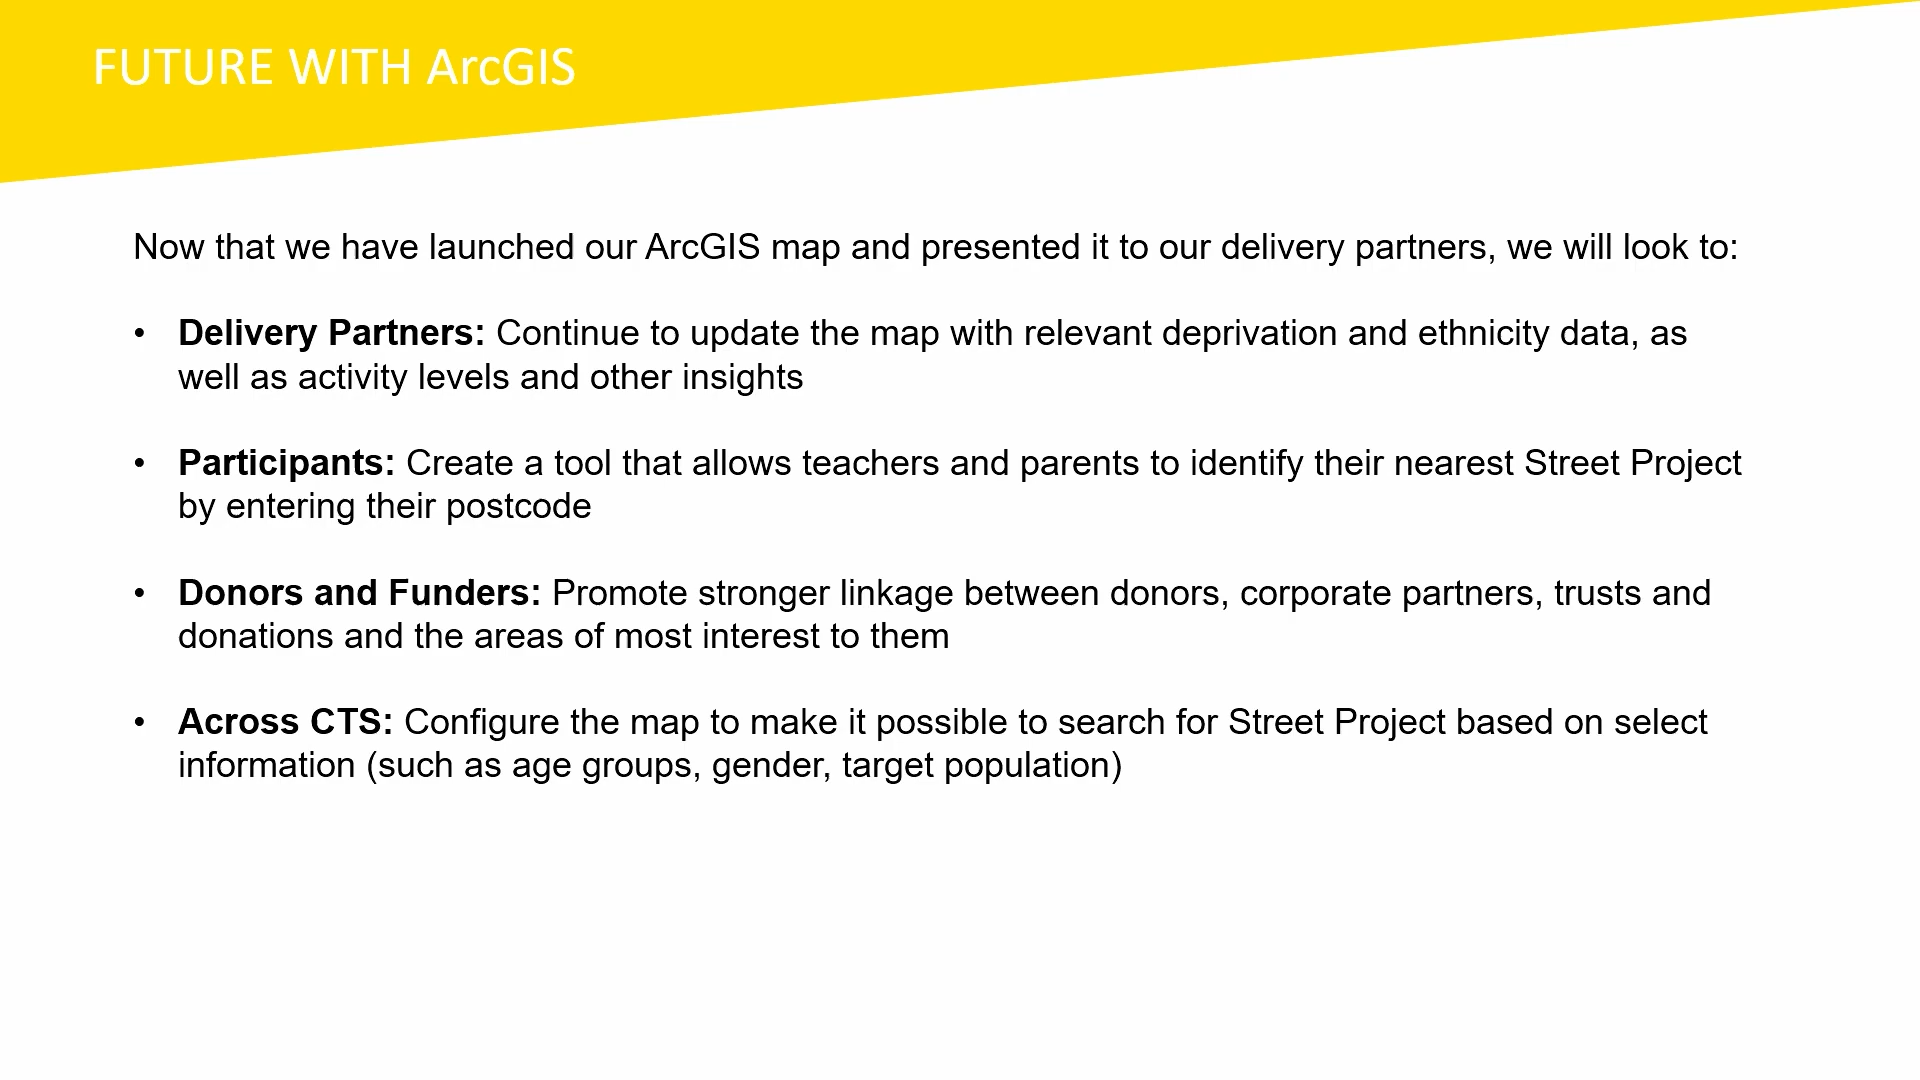 FUTURE WITH ArcGIS
Now that we have launched our ArcGIS map and presented it to our delivery partners, we will look to:
• Delivery Partners: Continue to update the map with relevant deprivation and ethnicity data, as
well as activity levels and other insights
• Participants: Create a tool that allows teachers and parents to identify their nearest Street Project
by entering their postcode
• Donors and Funders: Promote stronger linkage between donors, corporate partners, trusts and
donations and the areas of most interest to them
• Across CTS: Configure the map to make it possible to search for Street Project based on select
information (such as age groups, gender, target population)